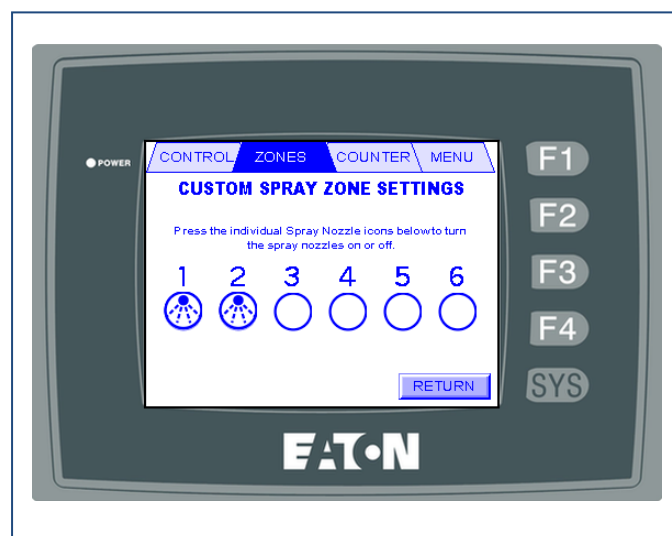 POWER
CONTROL ZONES COUNTER MENU
CUSTOM SPRAY ZONE SETTINGS
Press the individual Spray Nozzle icons belowto turn
the spray nozzles on or off.
1 2 3 4 5 6
RETURN
F1
F2
F3
F4
SYS
EATON